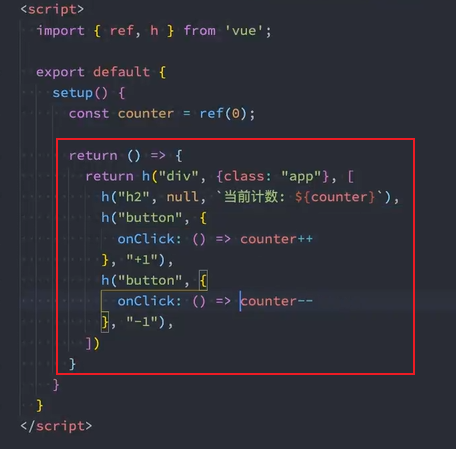 <script>
import { ref, h } from 'vue';
export default {
setup() {
const counter = ref(0);
return () => {
return h("div", {class: "app"}, [
h("h2", null, `当前计数: ${counter}`),
h("button", {
onClick: () => counter++
}, "+1"),
h("button", {
onClick: () => counter--
}, "-1"),
])
}
}
}
</script>